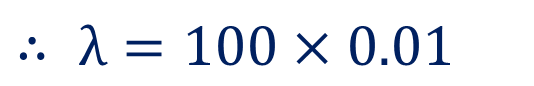 ∴ λ = 100 × 0.01